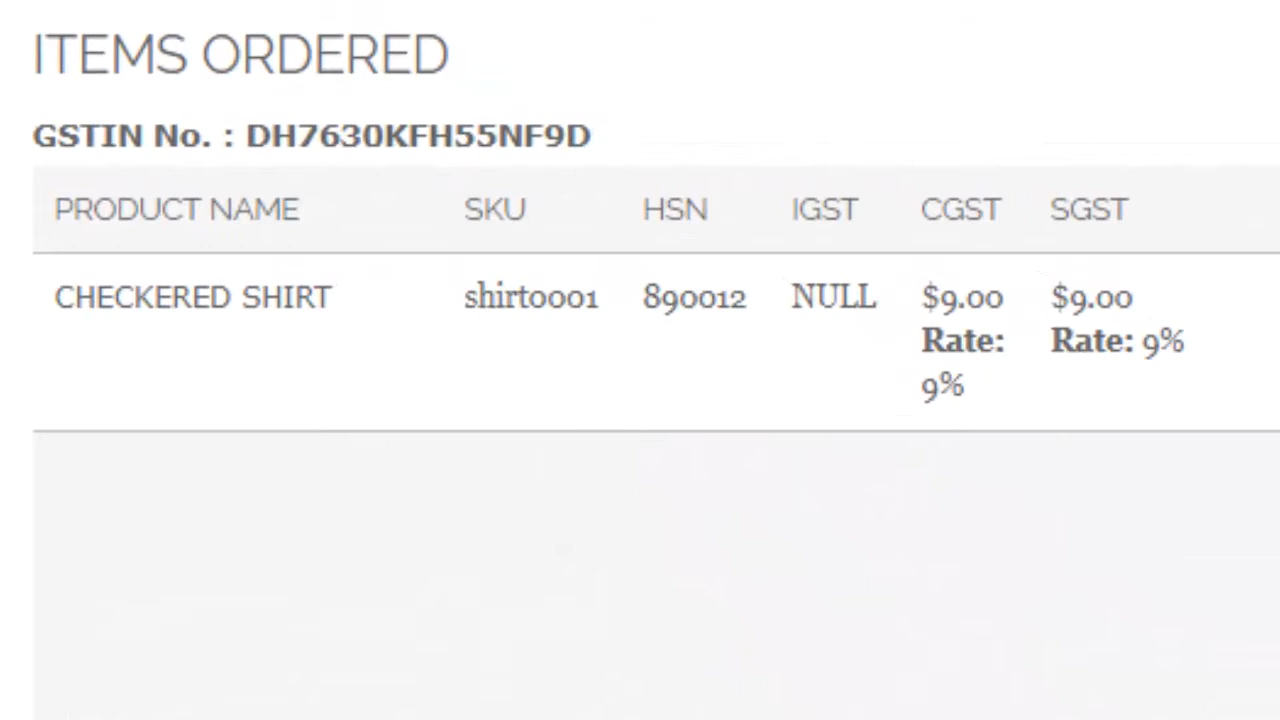 ITEMS ORDERED
GSTIN No. : DH7630KFH55NF9D
PRODUCT NAME SKU HSN IGST CGST SGST
CHECKERED SHIRT shirt0001 890012 NULL $9.00 $9.00
Rate: Rate: 9%
9%